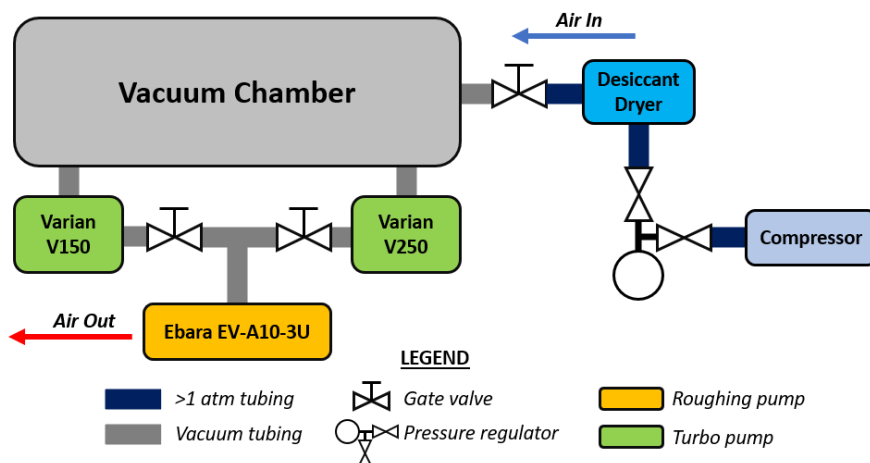 Air In
Vacuum Chamber
Desiccant
Dryer
Varian
V150
Varian
V250
Compressor
Air Out
Ebara EV-A10-3U
LEGEND
>1 atm tubing
Gate valve
Roughing pump
Vacuum tubing
Pressure regulator
Turbo pump